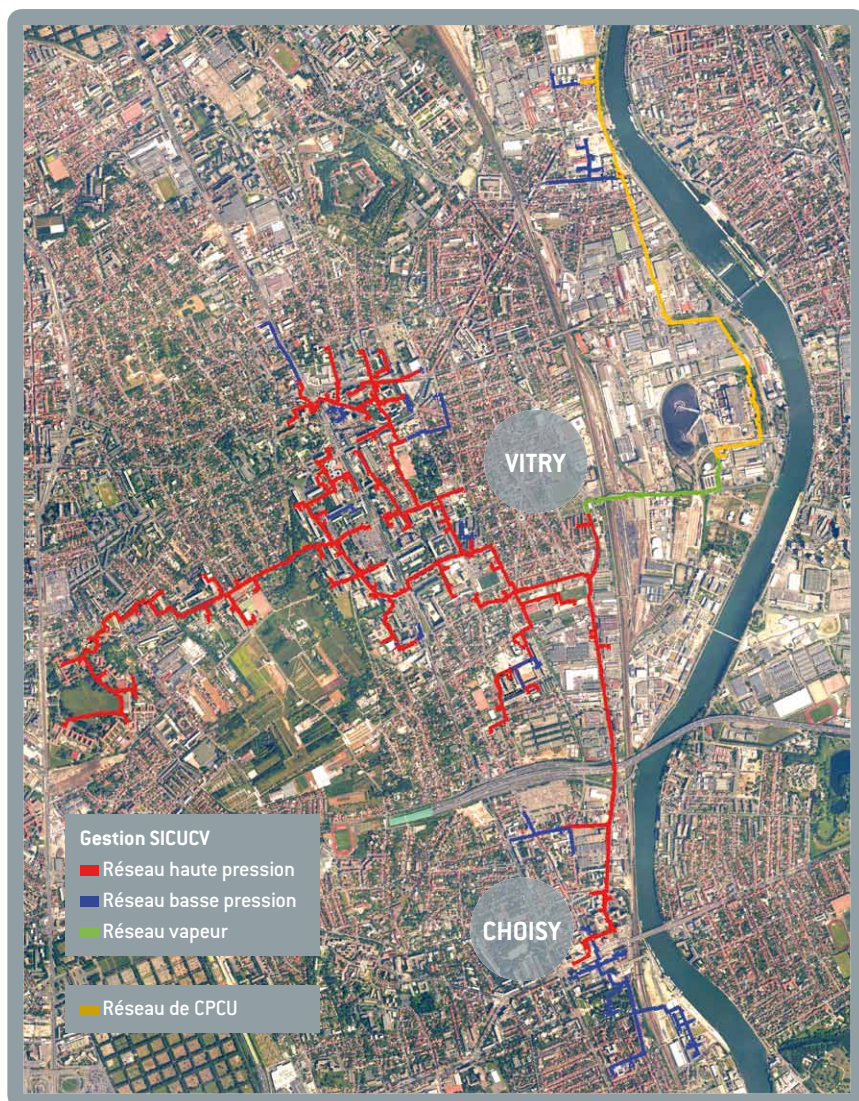 VITRY
Gestion SICUCV
Réseau haute pression
Réseau basse pression
Réseau vapeur
CHOISY
Réseau de CPCU